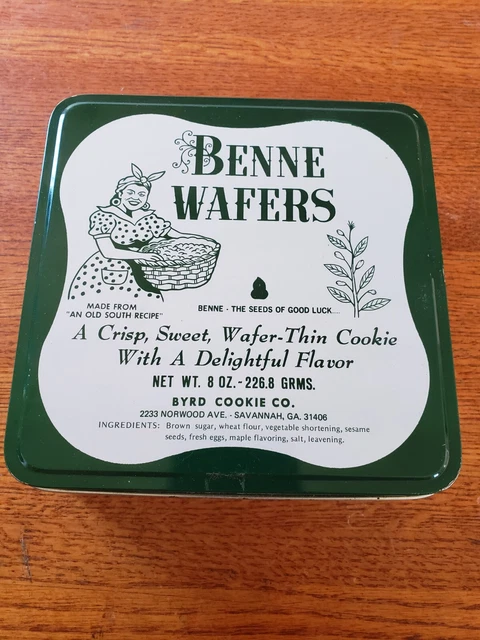 BENNE
WAFERS
MADE FROM
"AN OLD SOUTH RECIPE"
BENNE - THE SEEDS OF GOOD LUCK....
A Crisp, Sweet, Wafer-Thin Cookie
With A Delightful Flavor
NET WT. 8 OZ.-226.8 GRMS.
BYRD COOKIE CO.
2233 NORWOOD AVE. - SAVANNAH, GA. 31406
INGREDIENTS: Brown sugar, wheat flour, vegetable shortening, sesame
seeds, fresh eggs, maple flavoring, salt, leavening.